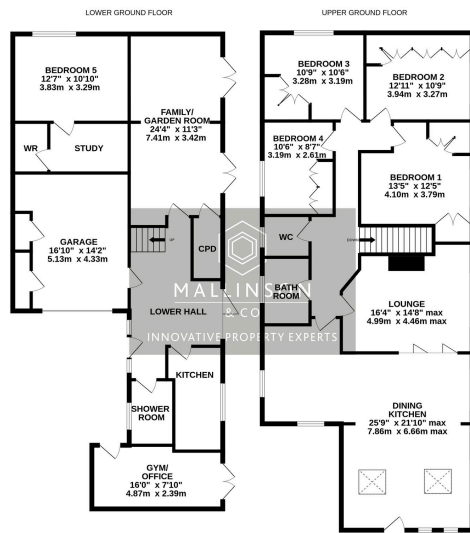 LOWER GROUND FLOOR
BEDROOM 5
12'7" x 10'10"
3.83m x 3.29m
FAMILY/
GARDEN ROOM
24'4" x 11'3"
7.41m x 3.42m
WR
STUDY
GARAGE
16'10" x 14'2"
5.13m x 4.33m
UP
CPD
LOWER HALL
KITCHEN
SHOWER
ROOM
GYM/
OFFICE
16'0" x 7'10"
4.87m x 2.39m
UPPER GROUND FLOOR
BEDROOM 3
10'9" x 10'6"
3.28m x 3.19m
BEDROOM 2
12'11" x 10'9"
3.94m x 3.27m
BEDROOM 4
10'6" x 8'7"
3.19m x 2.61m
BEDROOM 1
13'5" x 12'5"
4.10m x 3.79m
WC
DOWN
BATH
ROOM
LOUNGE
16'4" x 14'8" max
4.99m x 4.46m max
DINING
KITCHEN
25'9" x 21'10" max
7.86m x 6.66m max
MALLINSON
& CO
INNOVATIVE PROPERTY EXPERTS